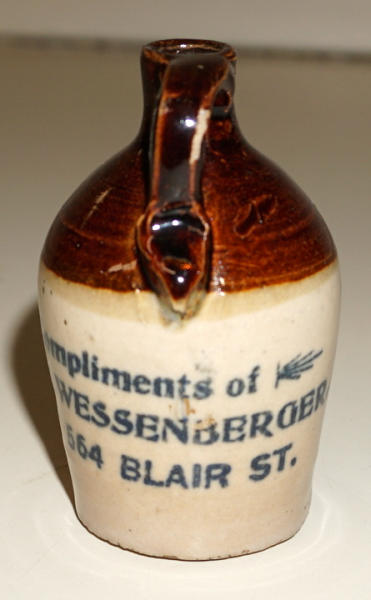 ompliments of
WESSENBERGER
564 BLAIR ST.